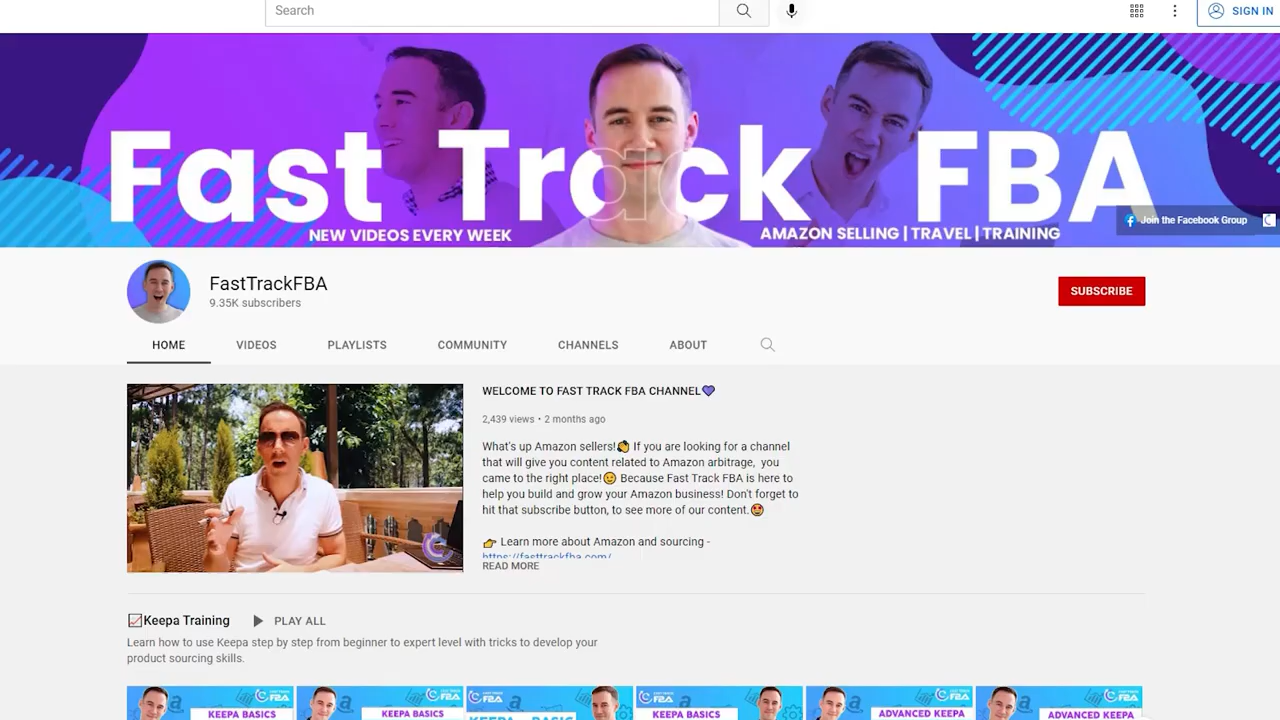 Search
SIGN IN
Fast Track FBA
NEW VIDEOS EVERY WEEK
AMAZON SELLING | TRAVEL | TRAINING
Join the Facebook Group
FastTrackFBA
9.35K subscribers
SUBSCRIBE
HOME VIDEOS PLAYLISTS COMMUNITY CHANNELS ABOUT
WELCOME TO FAST TRACK FBA CHANNEL💜
2,439 views • 2 months ago
What's up Amazon sellers!👋 If you are looking for a channel
that will give you content related to Amazon arbitrage, you
came to the right place!😉 Because Fast Track FBA is here to
help you build and grow your Amazon business! Don't forget to
hit that subscribe button, to see more of our content.🤩
👉 Learn more about Amazon and sourcing -
https://fasttrackfba.com/
READ MORE
📈Keepa Training PLAY ALL
Learn how to use Keepa step by step from beginner to expert level with tricks to develop your
product sourcing skills.
KEEPA BASICS
KEEPA BASICS
KEEPA BASICS
ADVANCED KEEPA
ADVANCED KEEPA